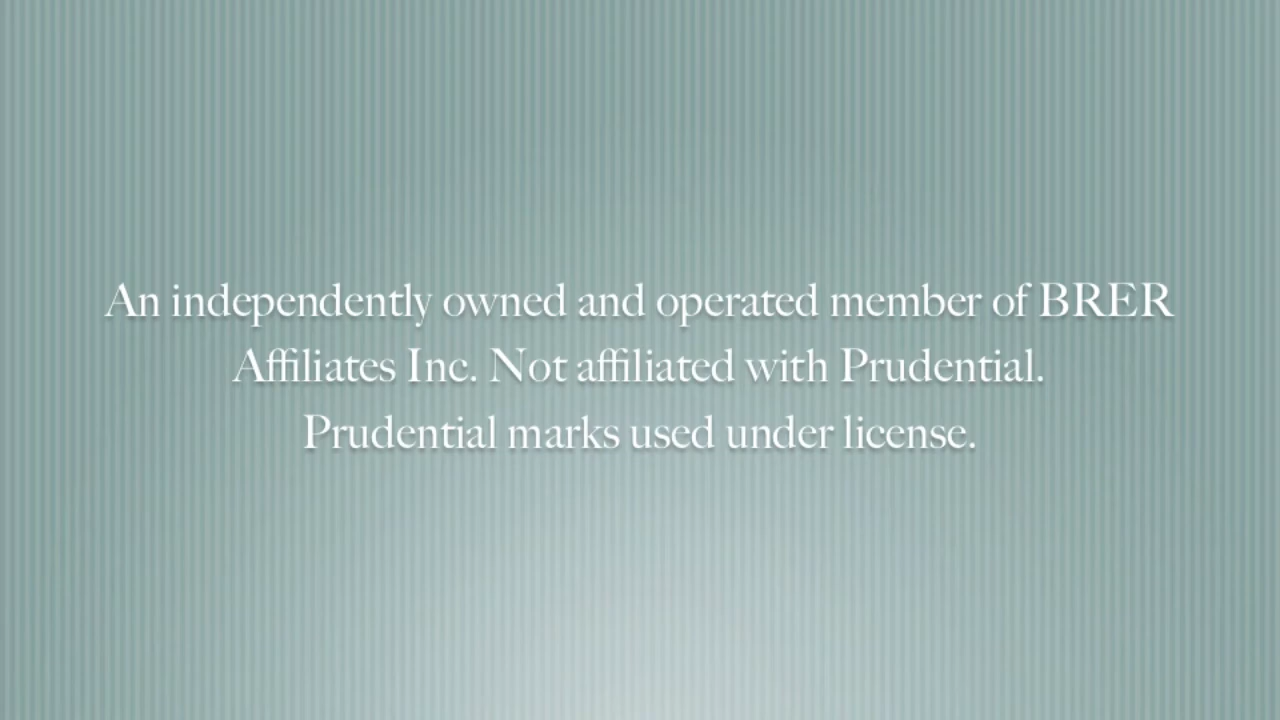 An independently owned and operated member of BRER
Affiliates Inc. Not affiliated with Prudential.
Prudential marks used under license.